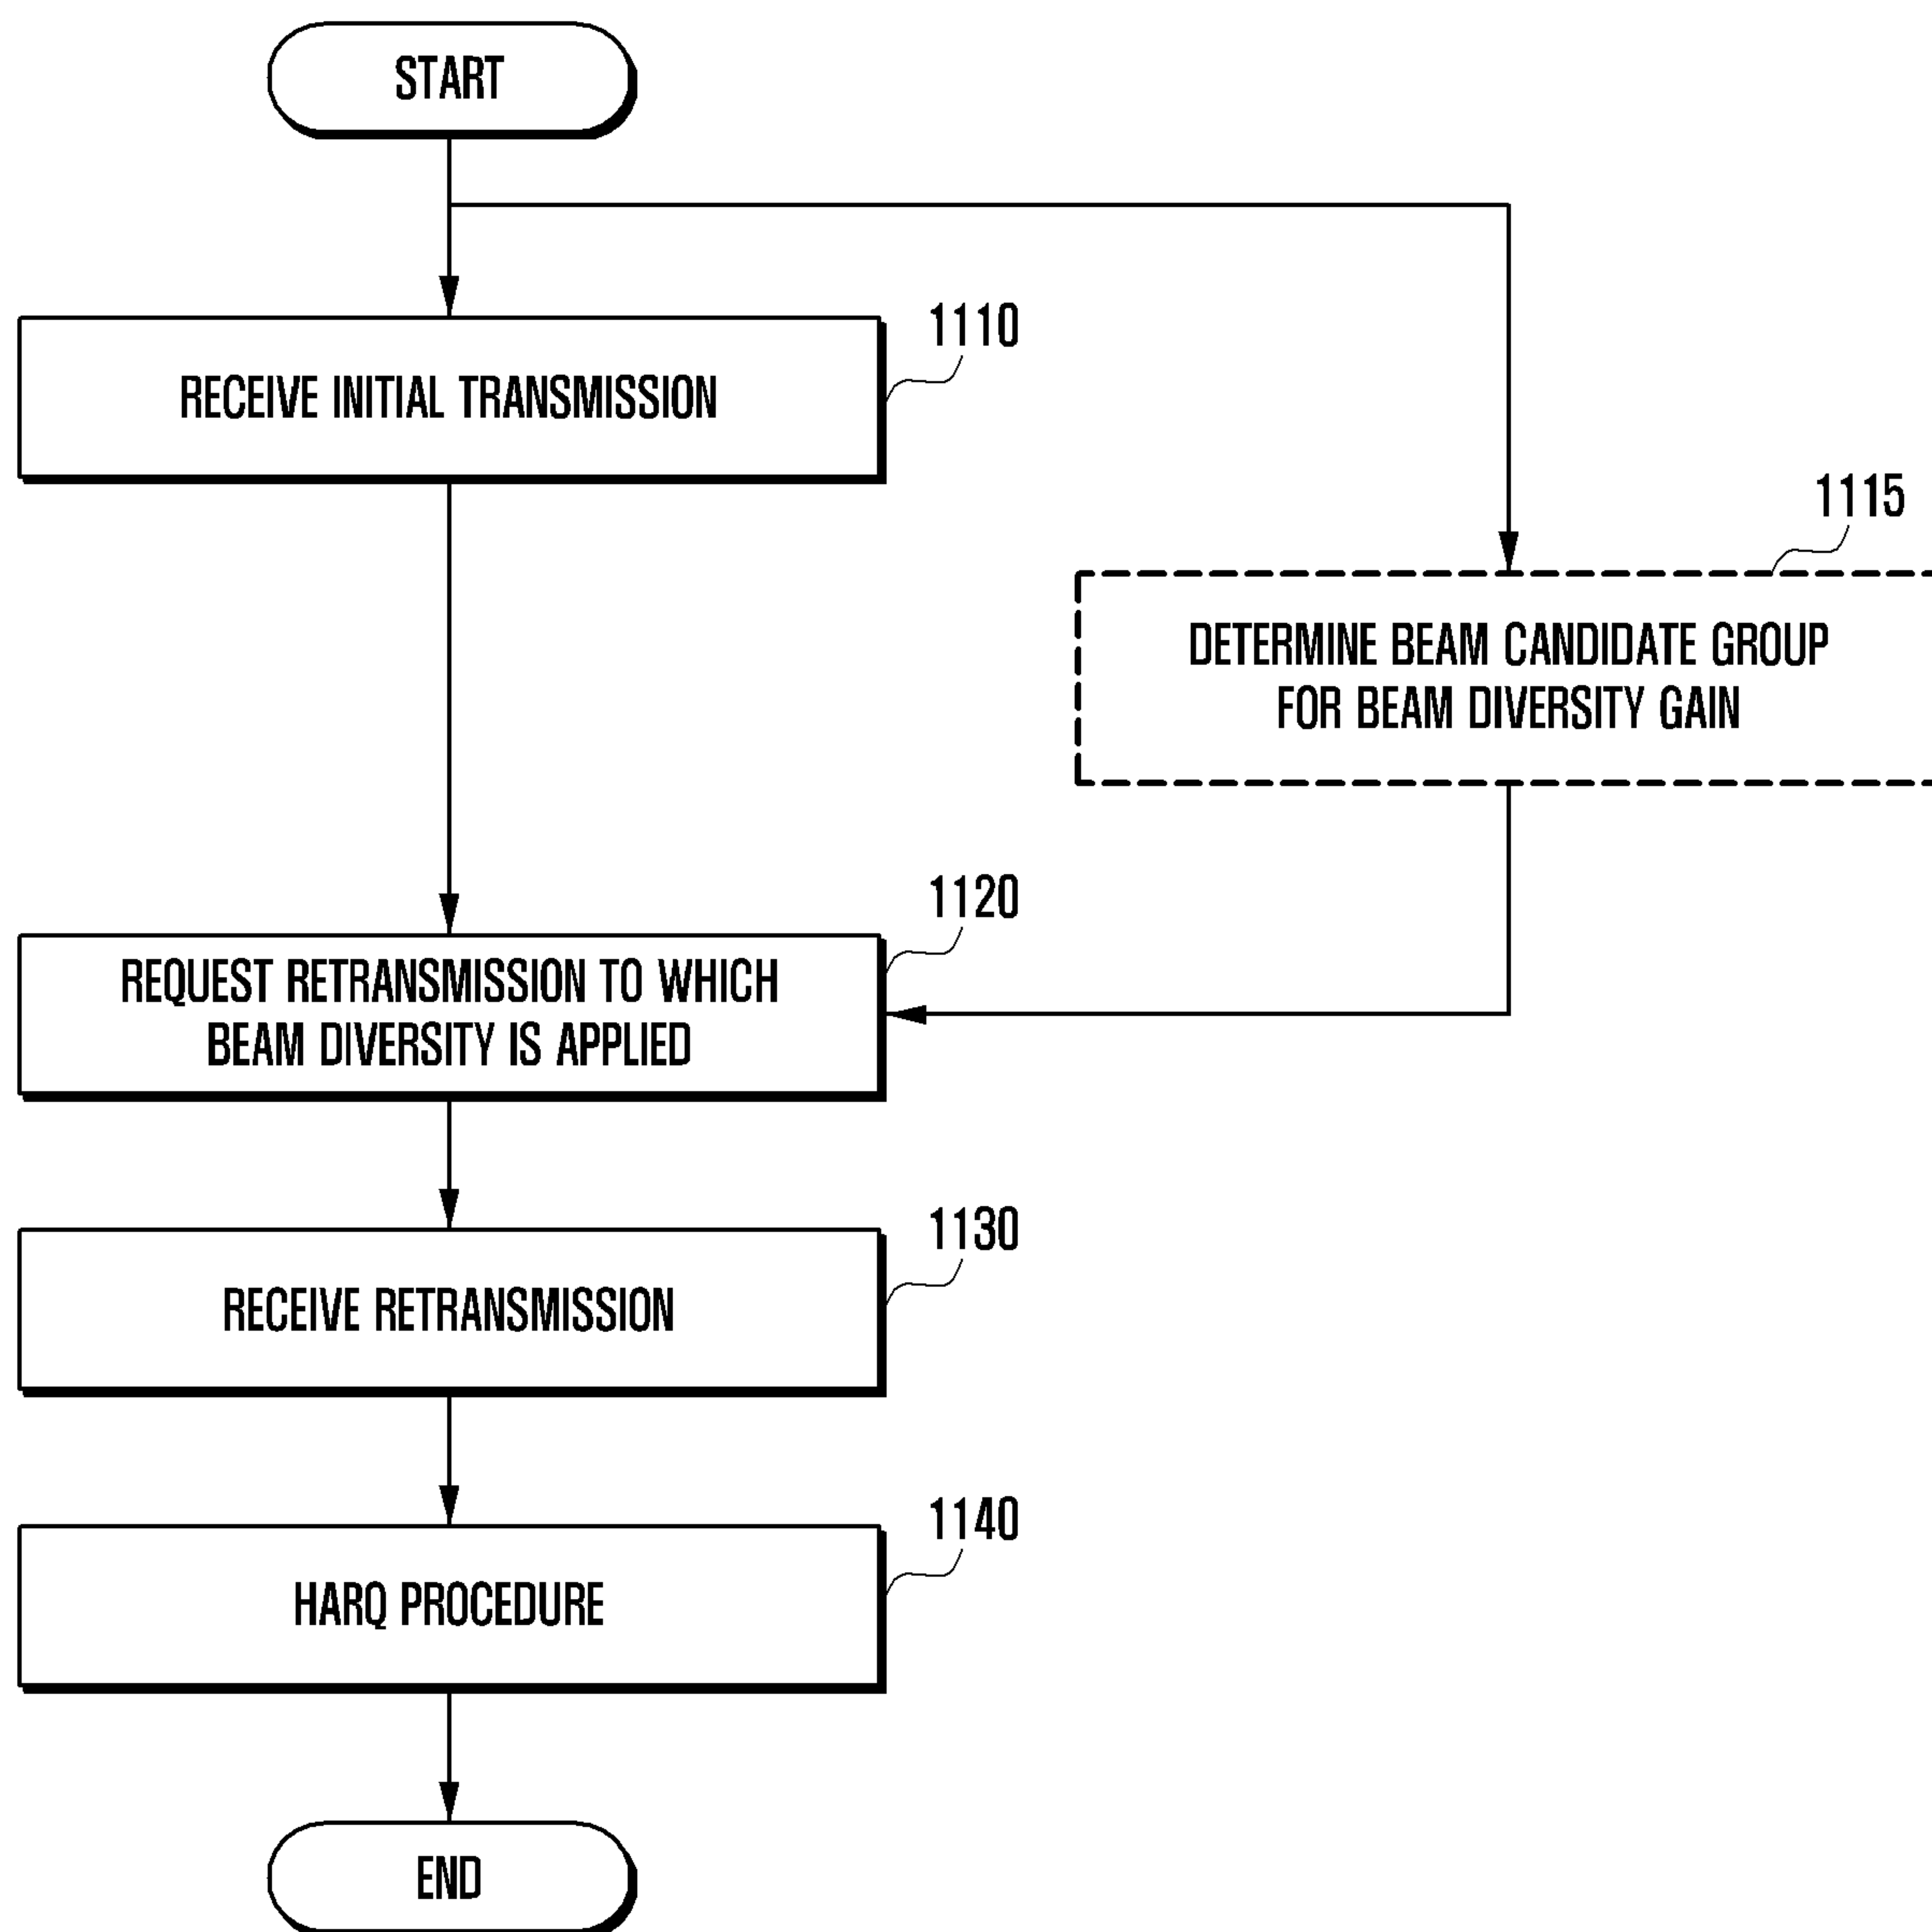 START
1110
RECEIVE INITIAL TRANSMISSION
1115
DETERMINE BEAM CANDIDATE GROUP
FOR BEAM DIVERSITY GAIN
1120
REQUEST RETRANSMISSION TO WHICH
BEAM DIVERSITY IS APPLIED
1130
RECEIVE RETRANSMISSION
1140
HARQ PROCEDURE
END